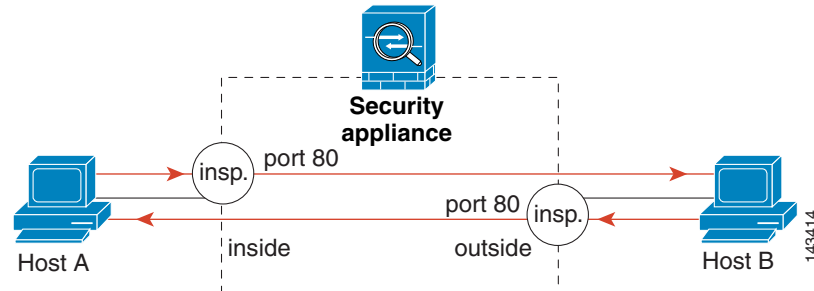 Security
appliance
insp.
port 80
port 80
insp.
inside
outside
Host A
Host B
143414